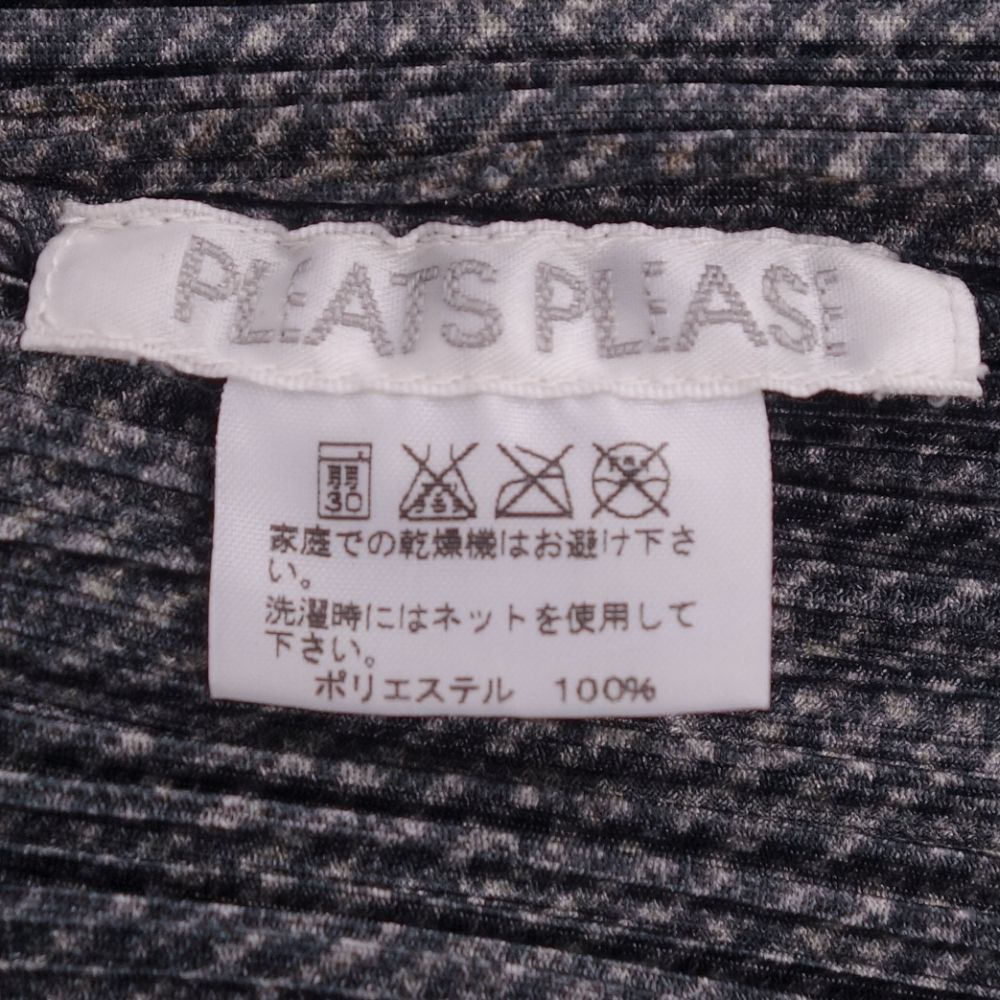 PLEATS PLEASE
弱
30
家庭での乾燥機はお避け下さ
い。
洗濯時にはネットを使用して
下さい。
ポリエステル 100%